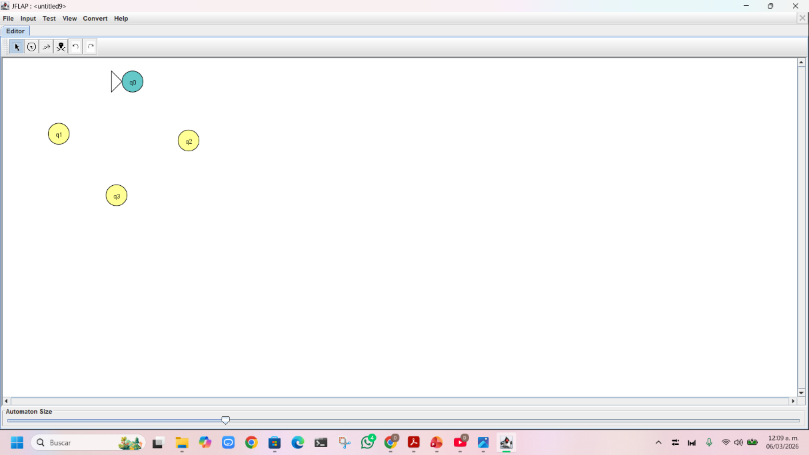 JFLAP : <untitled9>
File Input Test View Convert Help
Editor
q0
q1
q2
q3
Automaton Size
Buscar
12:09 a. m.
06/03/2026